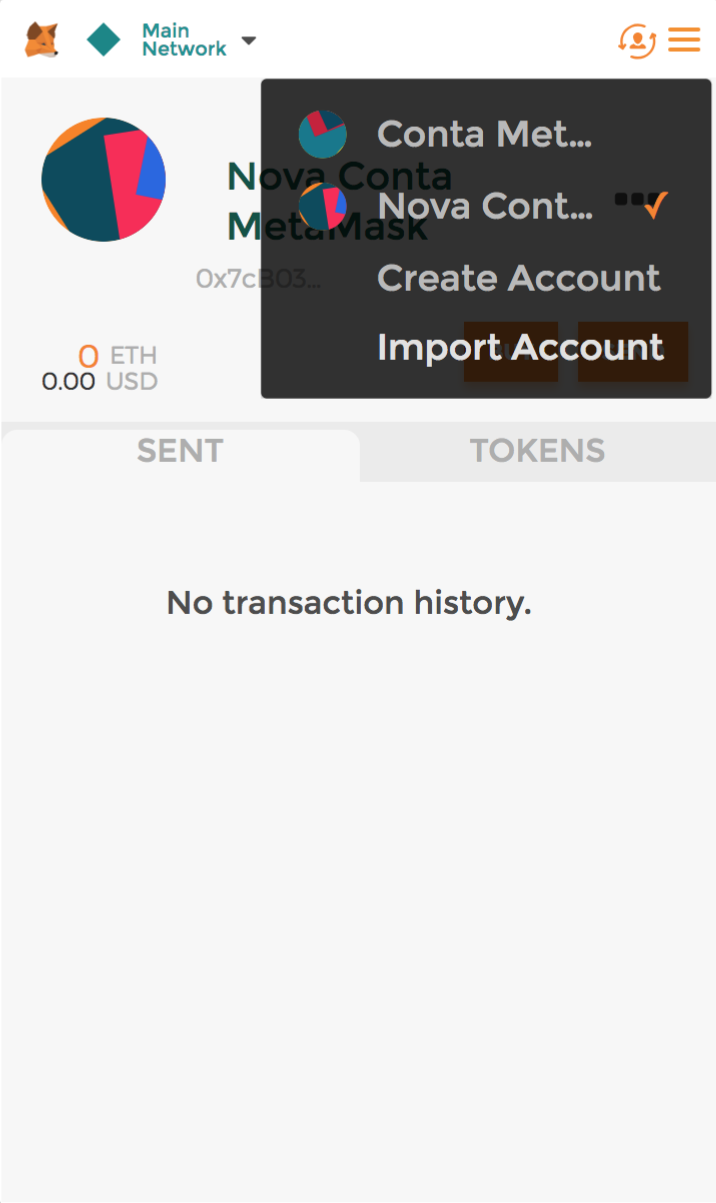 Main
Network
Conta Met...
Nova Conta
MetaMask
Nova Cont...
0x7cB03...
Create Account
Import Account
0 ETH
0.00 USD
SENT
TOKENS
No transaction history.